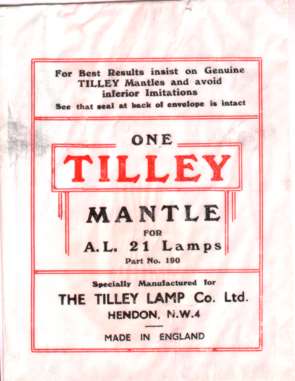 For Best Results insist on Genuine
TILLEY Mantles and avoid
inferior Imitations
See that seal at back of envelope is intact
ONE
TILLEY
MANTLE
FOR
A.L. 21 Lamps
Part No. 190
Specially Manufactured for
THE TILLEY LAMP Co. Ltd.
HENDON, N.W.4
MADE IN ENGLAND